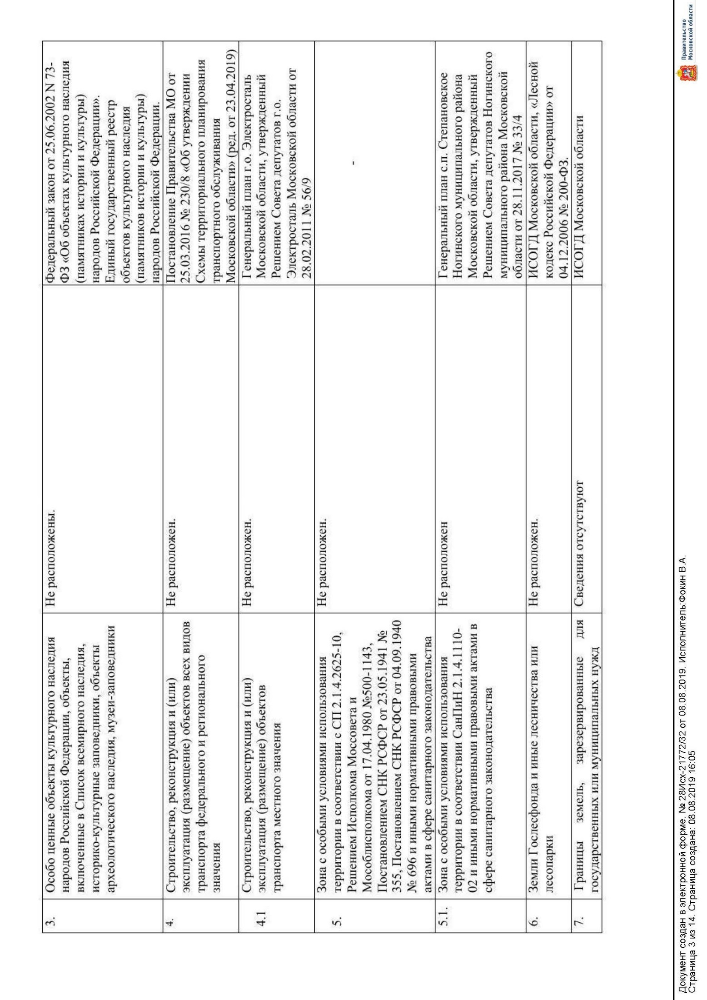 3.
Особо ценные объекты культурного наследия
народов Российской Федерации, объекты,
включенные в Список всемирного наследия,
историко-культурные заповедники, объекты
археологического наследия, музеи-заповедники
Не расположены.
Федеральный закон от 25.06.2002 N 73-
ФЗ «Об объектах культурного наследия
(памятниках истории и культуры)
народов Российской Федерации».
Единый государственный реестр
объектов культурного наследия
(памятников истории и культуры)
народов Российской Федерации.
4.
Строительство, реконструкция и (или)
эксплуатация (размещение) объектов всех видов
транспорта федерального и регионального
значения
Не расположен.
Постановление Правительства МО от
25.03.2016 № 230/8 «Об утверждении
Схемы территориального планирования
транспортного обслуживания
Московской области» (ред. от 23.04.2019)
4.1
Строительство, реконструкция и (или)
эксплуатация (размещение) объектов
транспорта местного значения
Не расположен.
Генеральный план г.о. Электросталь
Московской области, утвержденный
Решением Совета депутатов г.о.
Электросталь Московской области от
28.02.2011 № 56/9
5.
Зона с особыми условиями использования
территории в соответствии с СП 2.1.4.2625-10,
Решением Исполкома Моссовета и
Мособлисполкома от 17.04.1980 №500-1143,
Постановлением СНК РСФСР от 23.05.1941 №
355, Постановлением СНК РСФСР от 04.09.1940
№ 696 и иными нормативными правовыми
актами в сфере санитарного законодательства
Не расположен.
-
5.1.
Зона с особыми условиями использования
территории в соответствии СанПиН 2.1.4.1110-
02 и иными нормативными правовыми актами в
сфере санитарного законодательства
Не расположен
Генеральный план с.п. Степановское
Ногинского муниципального района
Московской области, утвержденный
Решением Совета депутатов Ногинского
муниципального района Московской
области от 28.11.2017 № 33/4
6.
Земли Гослесфонда и иные лесничества или
лесопарки
Не расположен.
ИСОГД Московской области, «Лесной
кодекс Российской Федерации» от
04.12.2006 № 200-ФЗ.
7.
Границы земель, зарезервированные для
государственных или муниципальных нужд
Сведения отсутствуют
ИСОГД Московской области
Документ создан в электронной форме. № 28Исх-21772/32 от 08.08.2019. Исполнитель:Фокин В.А.
Страница 3 из 14. Страница создана: 08.08.2019 16:05
Правительство
Московской области